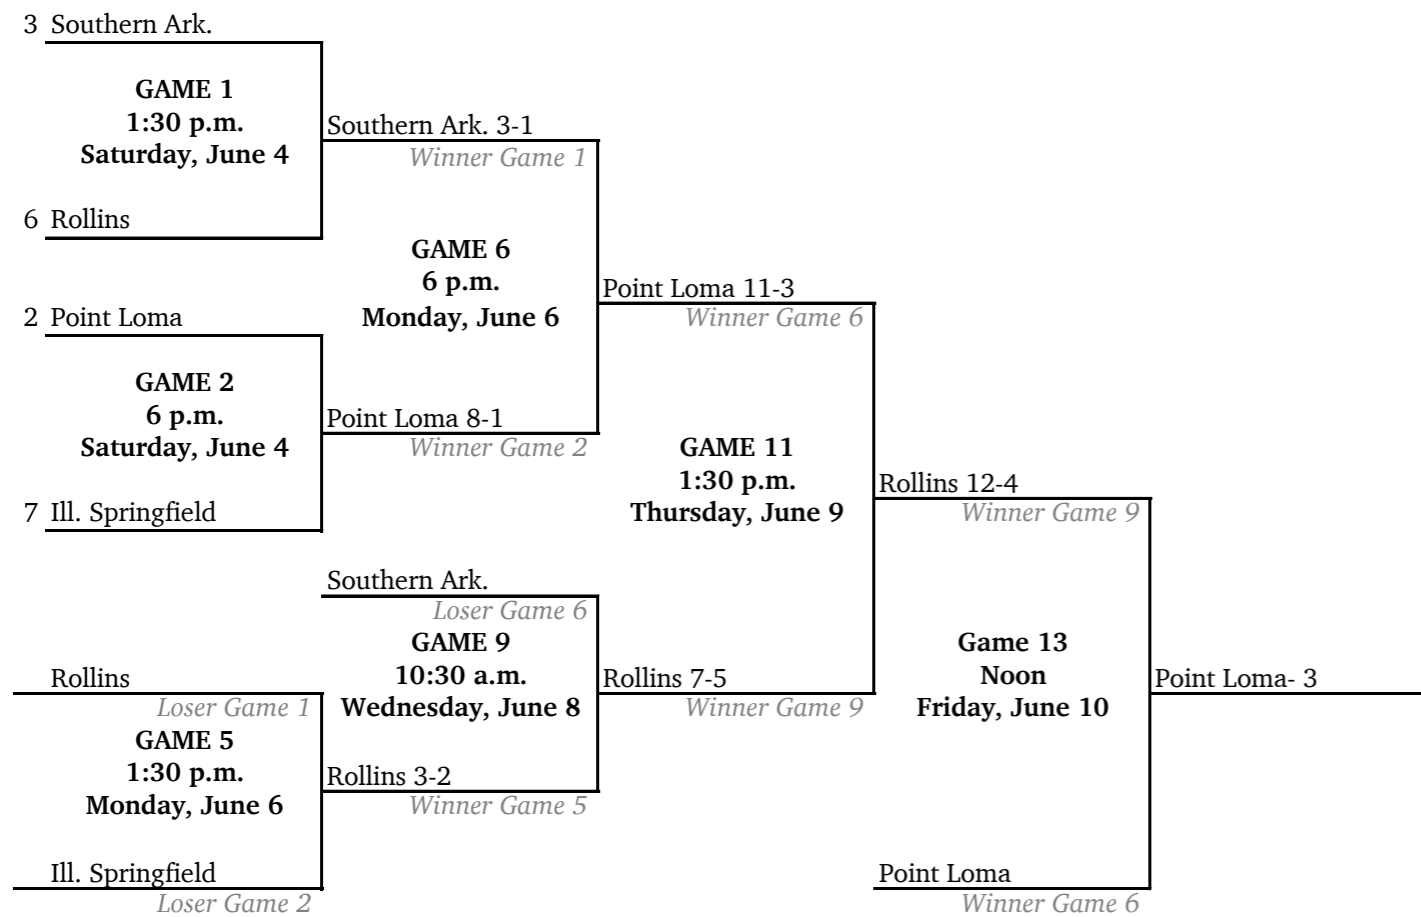 3 Southern Ark.
GAME 1
1:30 p.m.
Saturday, June 4
Southern Ark. 3-1
Winner Game 1
6 Rollins
GAME 6
6 p.m.
Monday, June 6
Point Loma 11-3
Winner Game 6
2 Point Loma
GAME 2
6 p.m.
Saturday, June 4
Point Loma 8-1
Winner Game 2
7 Ill. Springfield
GAME 11
1:30 p.m.
Thursday, June 9
Rollins 12-4
Winner Game 9
Southern Ark.
Loser Game 6
GAME 9
10:30 a.m.
Wednesday, June 8
Rollins 7-5
Winner Game 9
Game 13
Noon
Friday, June 10
Point Loma- 3
Rollins
Loser Game 1
GAME 5
1:30 p.m.
Monday, June 6
Rollins 3-2
Winner Game 5
Ill. Springfield
Loser Game 2
Point Loma
Winner Game 6